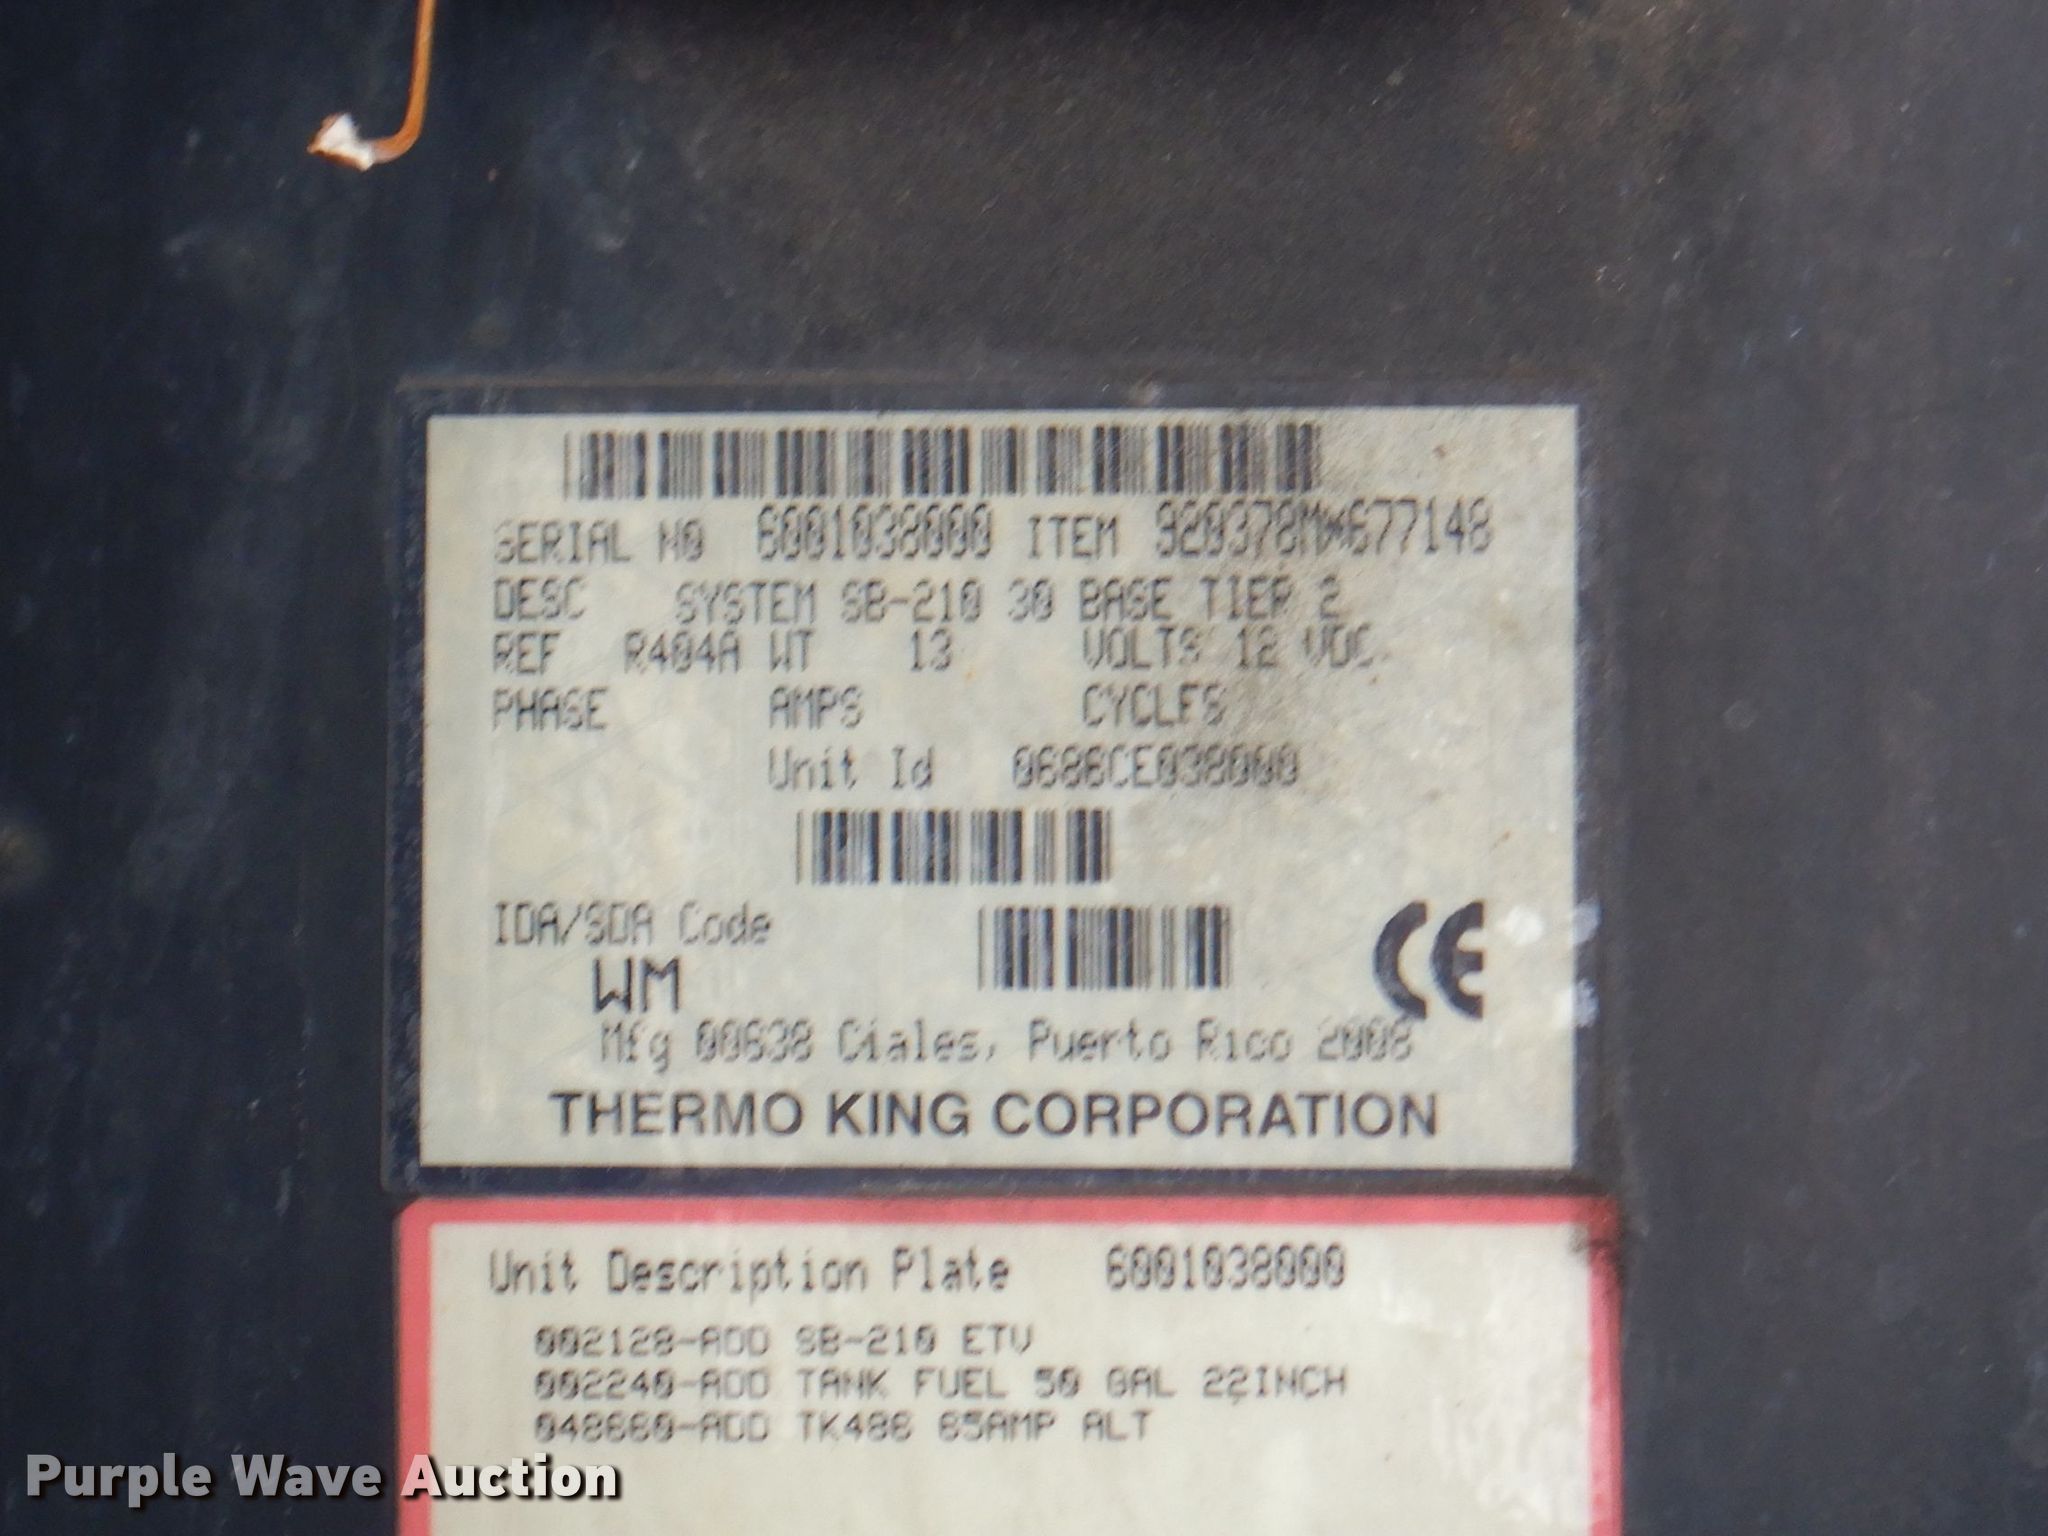 SERIAL NO 6001038000 ITEM 920378MW677148
DESC SYSTEM SB-210 30 BASE TIER 2
REF R404A WT 13 VOLTS 12 VDC
PHASE AMPS CYCLES
Unit Id 0686CE038000
IDA/SDA Code
WM
CE
Mfg 00638 Ciales, Puerto Rico 2008
THERMO KING CORPORATION
Unit Description Plate 6001038000
002128-ADD SB-210 ETV
002240-ADD TANK FUEL 50 GAL 22INCH
048660-ADD TK486 65AMP ALT
Purple Wave Auction